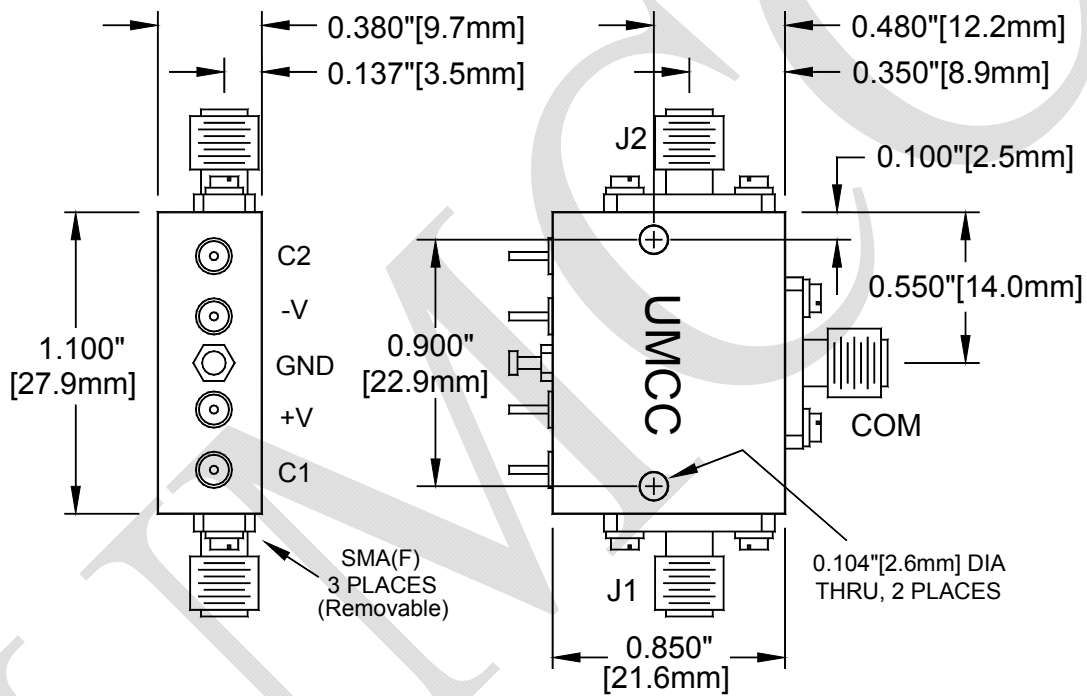 0.380"[9.7mm]
0.137"[3.5mm]
C2
-V
GND
+V
C1
1.100"
[27.9mm]
SMA(F)
3 PLACES
(Removable)
0.480"[12.2mm]
0.350"[8.9mm]
J2
0.100"[2.5mm]
0.550"[14.0mm]
0.900"
[22.9mm]
UMCC
COM
0.104"[2.6mm] DIA
THRU, 2 PLACES
J1
0.850"
[21.6mm]
UMCC